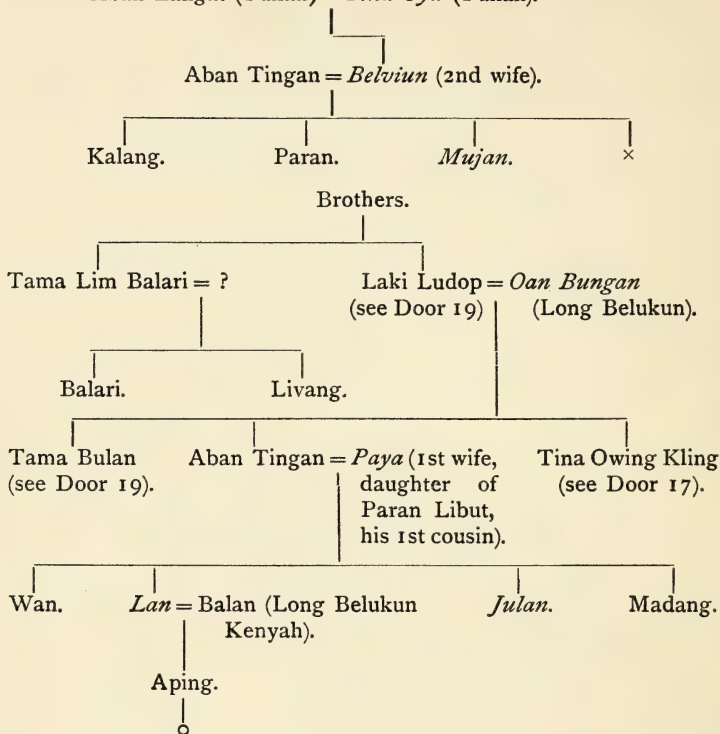 Aban Tingan = Belviun (2nd wife).
Kalang. Paran. Mujan. ×
Brothers.
Tama Lim Balari = ? Laki Ludop = Oan Bungan
(see Door 19) (Long Belukun).
Balari. Livang.
Tama Bulan Aban Tingan = Paya (1st wife, Tina Owing Kling
(see Door 19). daughter of (see Door 17).
Paran Libut,
his 1st cousin).
Wan. Lan = Balan (Long Belukun Julan. Madang.
Kenyah).
Aping.